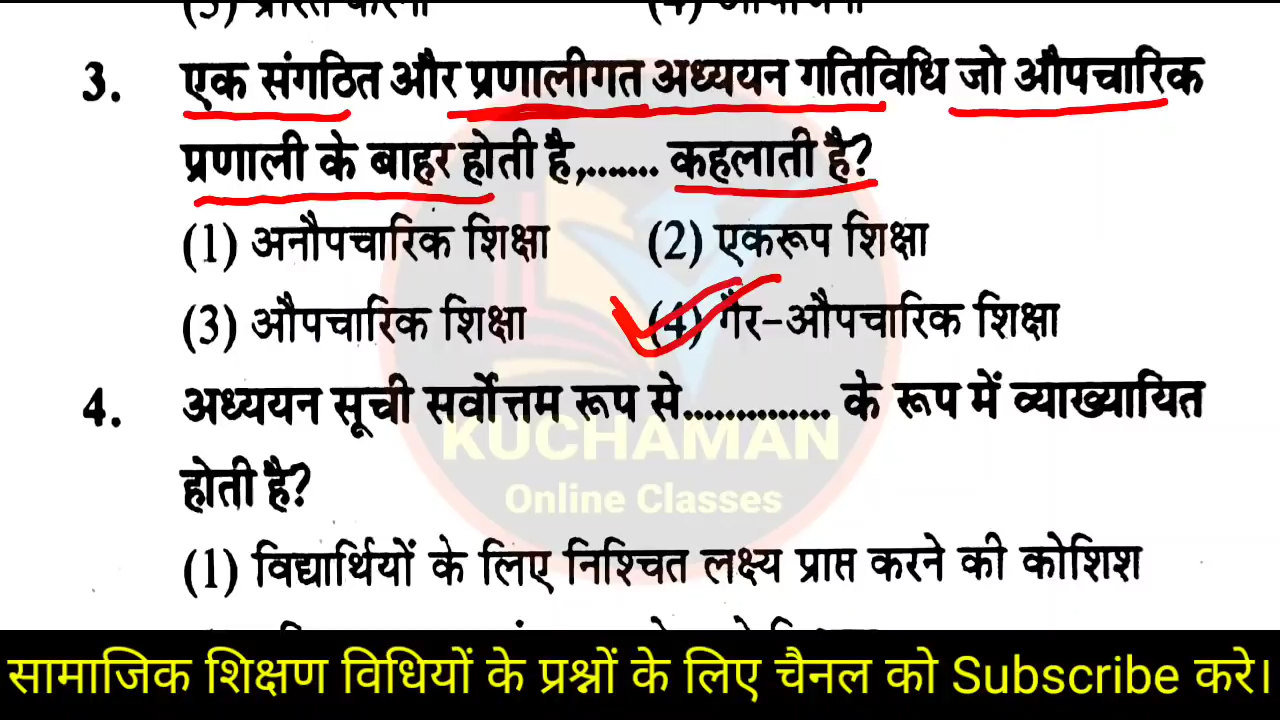 3. एक संगठित और प्रणालीगत अध्ययन गतिविधि जो औपचारिक
प्रणाली के बाहर होती है,....... कहलाती है?
(1) अनौपचारिक शिक्षा (2) एकरूप शिक्षा
(3) औपचारिक शिक्षा (4) गैर-औपचारिक शिक्षा
4. अध्ययन सूची सर्वोत्तम रूप से............... के रूप में व्याख्यायित
होती है?
KUCHAMAN
Online Classes
(1) विद्यार्थियों के लिए निश्चित लक्ष्य प्राप्त करने की कोशिश
सामाजिक शिक्षण विधियों के प्रश्नों के लिए चैनल को Subscribe करे।